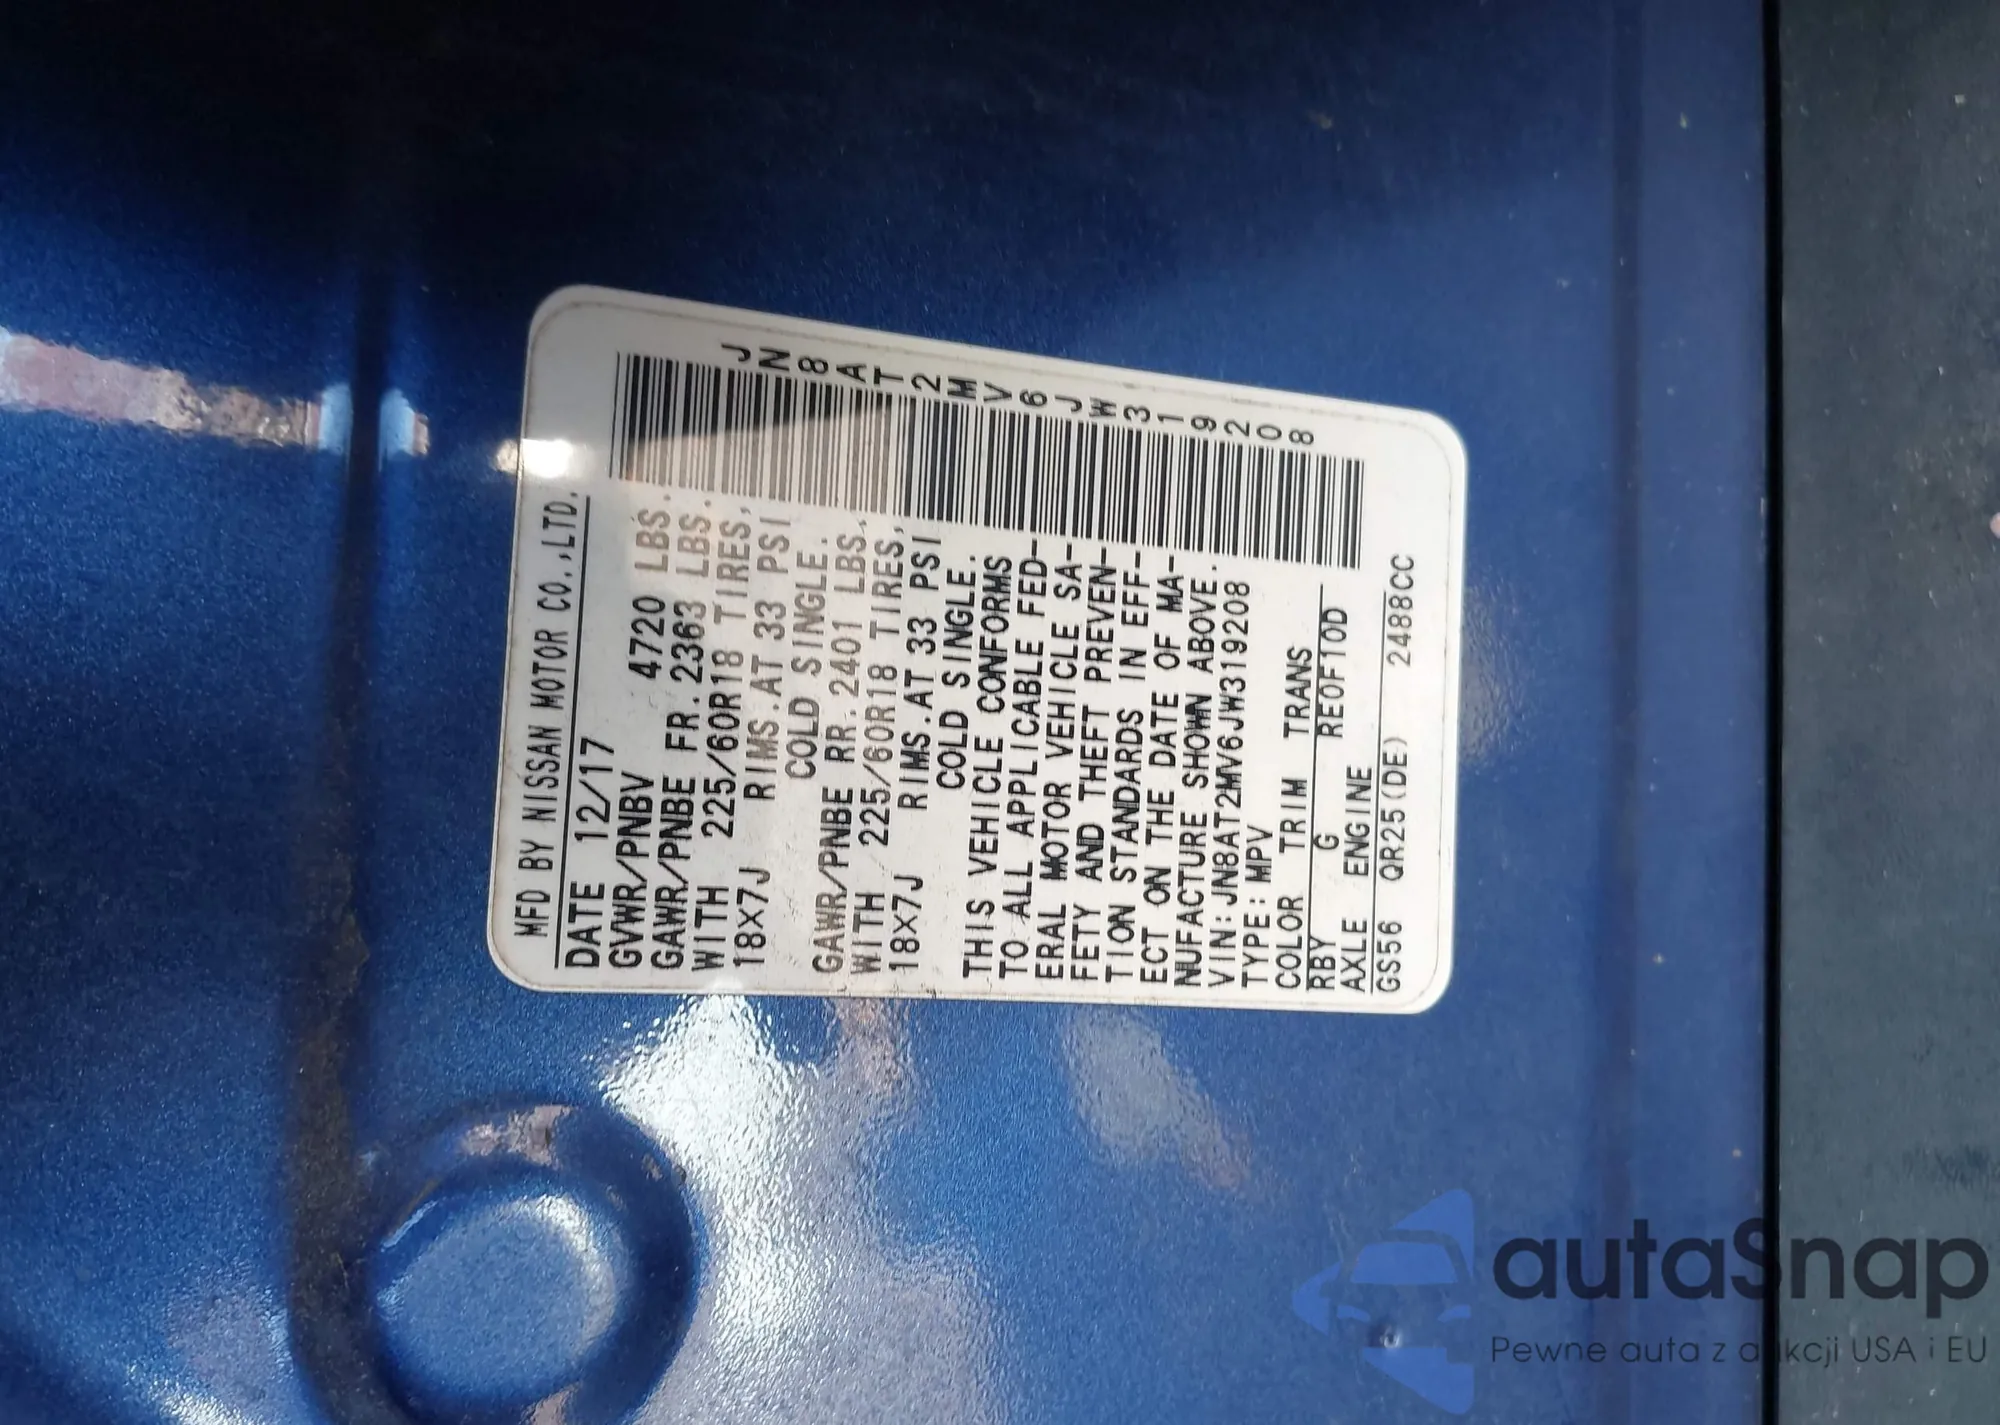 MFD BY NISSAN MOTOR CO.,LTD.
DATE 12/17
GVWR/PNBV 4720 LBS.
GAWR/PNBE FR.2363 LBS.
WITH 225/60R18 TIRES,
18X7J RIMS.AT 33 PSI
COLD SINGLE.
GAWR/PNBE RR.2401 LBS.
WITH 225/60R18 TIRES,
18X7J RIMS.AT 33 PSI
COLD SINGLE.
THIS VEHICLE CONFORMS
TO ALL APPLICABLE FED-
ERAL MOTOR VEHICLE SA-
FETY AND THEFT PREVEN-
TION STANDARDS IN EFF-
ECT ON THE DATE OF MA-
NUFACTURE SHOWN ABOVE.
VIN:JN8AT2MV6JW319208
TYPE:MPV
COLOR TRIM TRANS
RBY G RE0F10D
AXLE ENGINE
GS56 QR25(DE) 2488CC
JN8AT2MV6JW319208
autaSnap
Pewne auta z aukcji USA i EU